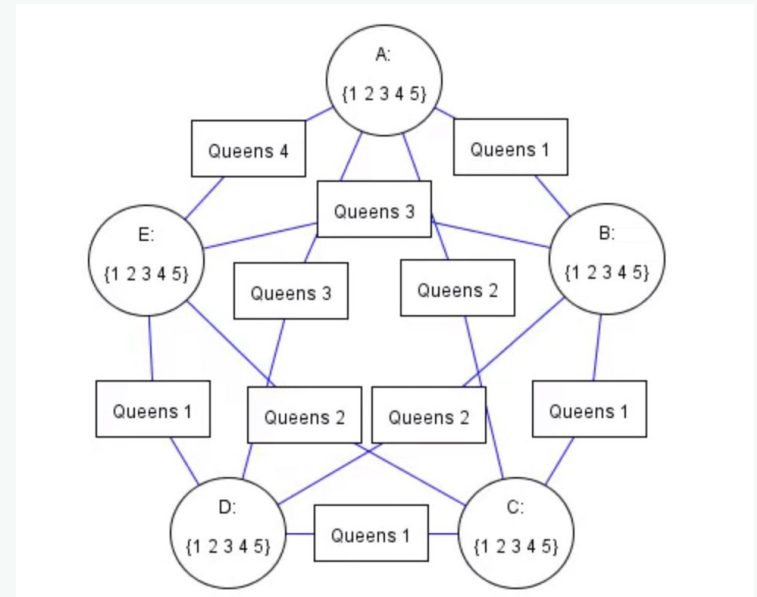 A:
{1 2 3 4 5}
Queens 4
Queens 1
Queens 3
E:
{1 2 3 4 5}
B:
{1 2 3 4 5}
Queens 3
Queens 2
Queens 1
Queens 2
Queens 2
Queens 1
D:
{1 2 3 4 5}
Queens 1
C:
{1 2 3 4 5}